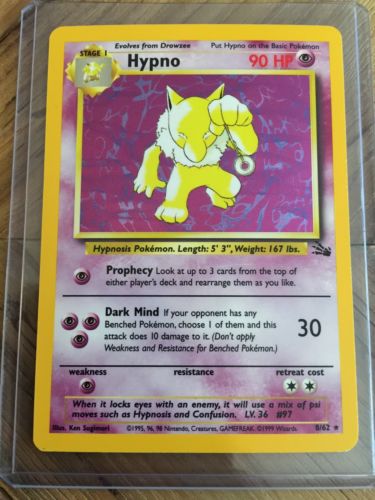 Evolves from Drowzee Put Hypno on the Basic Pokémon
STAGE 1
Hypno 90 HP
Hypnosis Pokémon. Length: 5' 3", Weight: 167 lbs.
Prophecy Look at up to 3 cards from the top of
either player's deck and rearrange them as you like.
Dark Mind If your opponent has any
Benched Pokémon, choose 1 of them and this
attack does 10 damage to it. (Don't apply
Weakness and Resistance for Benched Pokémon.)
30
weakness resistance retreat cost
When it locks eyes with an enemy, it will use a mix of psi
moves such as Hypnosis and Confusion. LV. 36 #97
Illus. Ken Sugimori ©1995, 96, 98 Nintendo, Creatures, GAMEFREAK. ©1999 Wizards. 8/62 ★